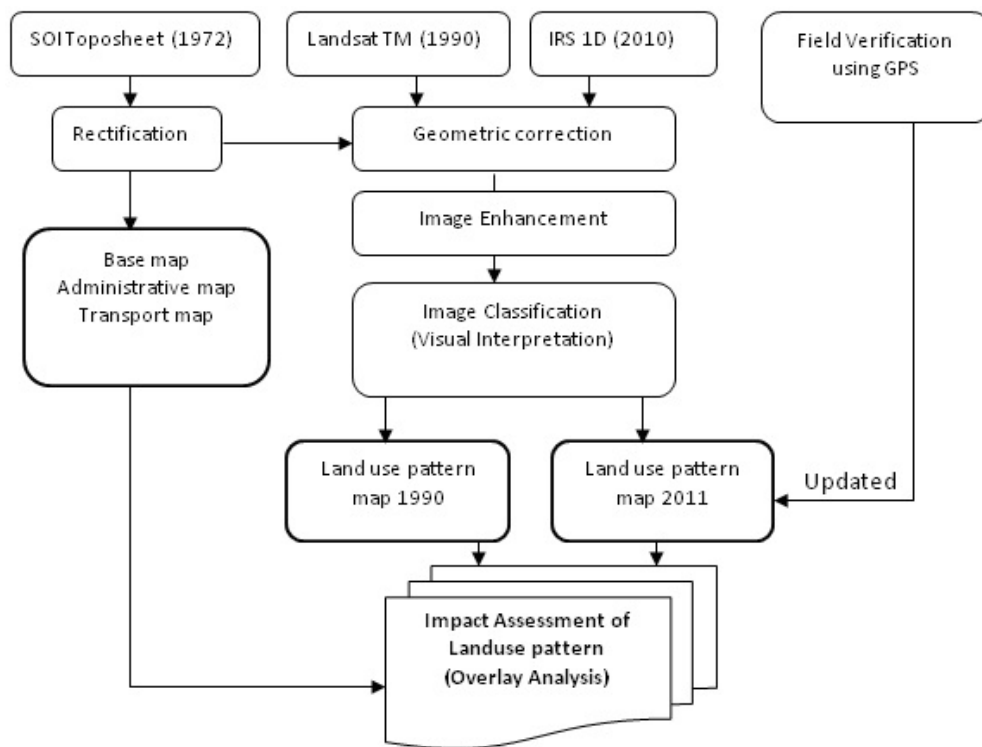 SOI Toposheet (1972)
Landsat TM (1990)
IRS 1D (2010)
Field Verification
using GPS
Rectification
Geometric correction
Image Enhancement
Base map
Administrative map
Transport map
Image Classification
(Visual Interpretation)
Land use pattern
map 1990
Land use pattern
map 2011
Updated
Impact Assessment of
Landuse pattern
(Overlay Analysis)